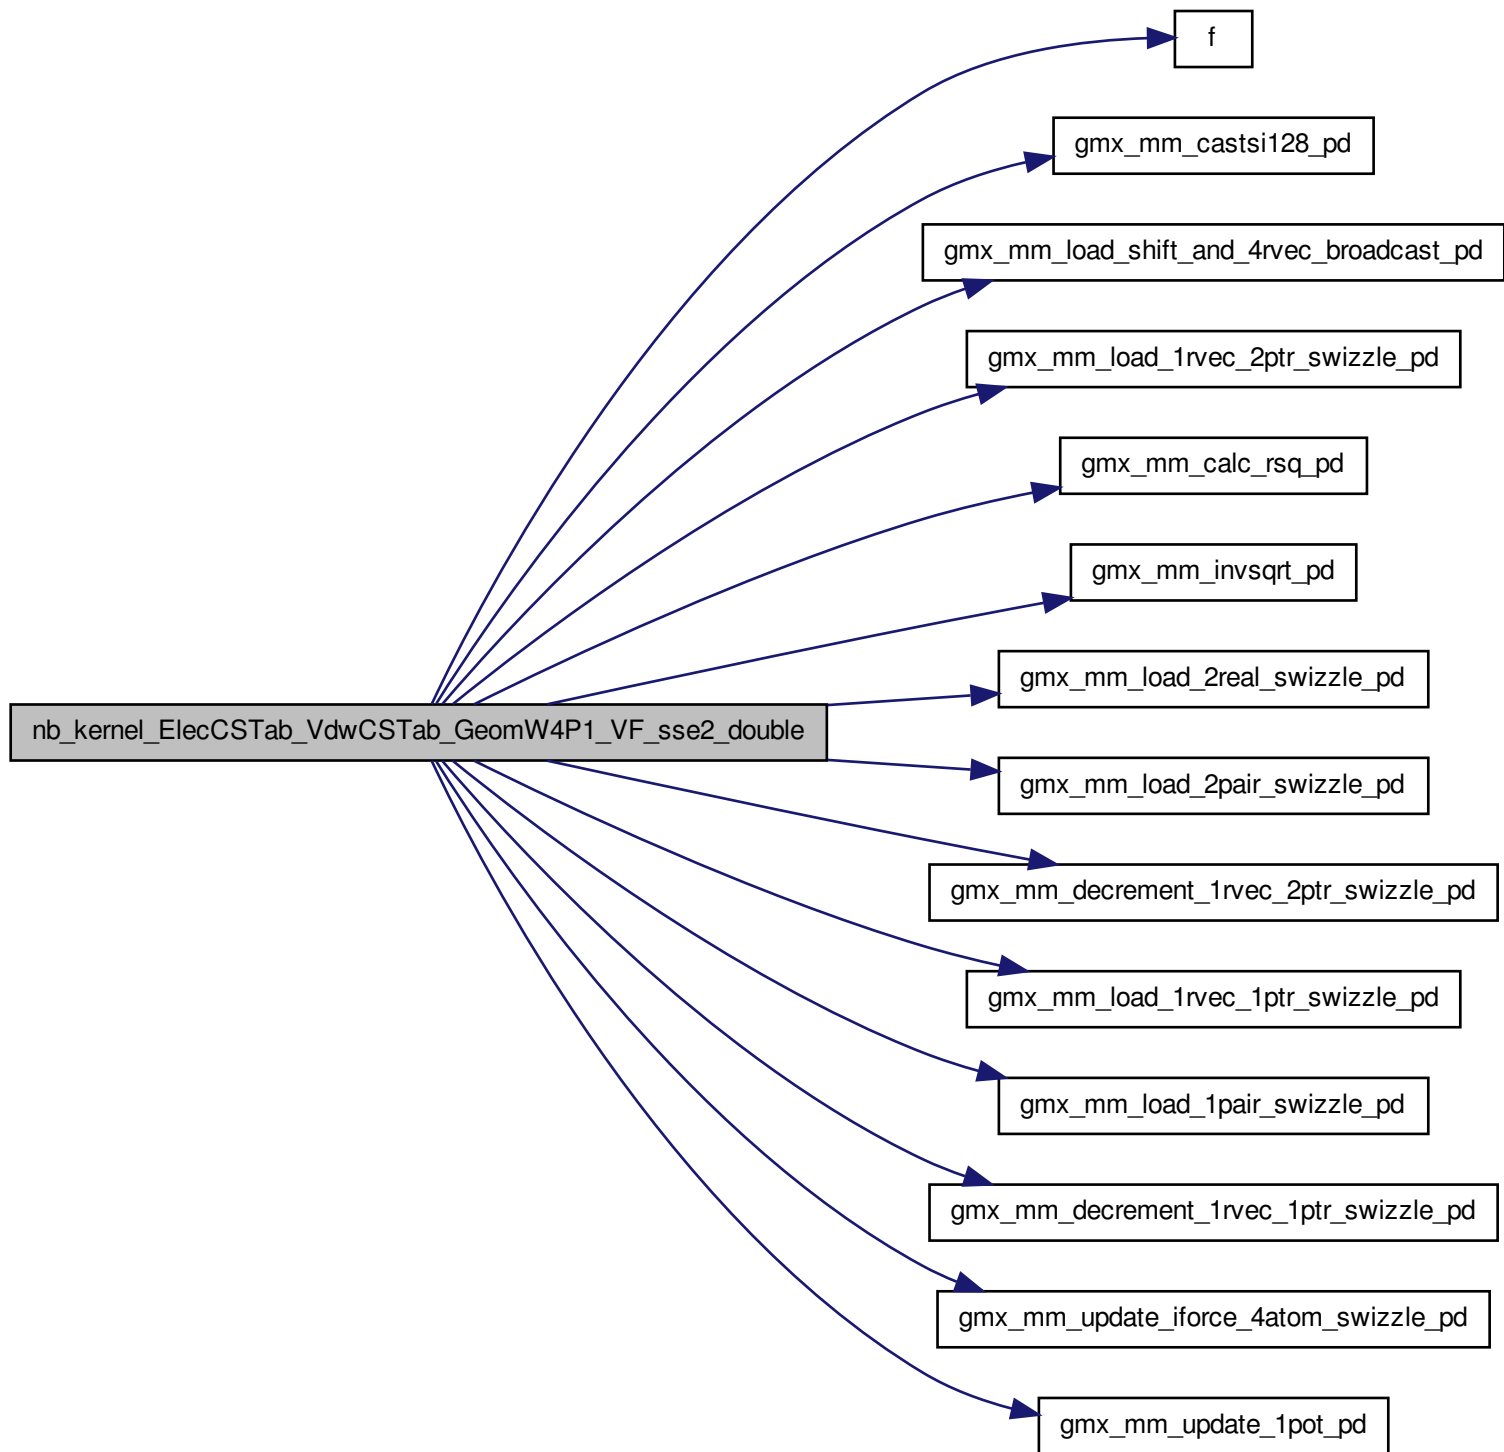 f
gmx_mm_castsi128_pd
gmx_mm_load_shift_and_4rvec_broadcast_pd
gmx_mm_load_1rvec_2ptr_swizzle_pd
gmx_mm_calc_rsq_pd
gmx_mm_invsqrt_pd
gmx_mm_load_2real_swizzle_pd
nb_kernel_ElecCSTab_VdwCSTab_GeomW4P1_VF_sse2_double
gmx_mm_load_2pair_swizzle_pd
gmx_mm_decrement_1rvec_2ptr_swizzle_pd
gmx_mm_load_1rvec_1ptr_swizzle_pd
gmx_mm_load_1pair_swizzle_pd
gmx_mm_decrement_1rvec_1ptr_swizzle_pd
gmx_mm_update_iforce_4atom_swizzle_pd
gmx_mm_update_1pot_pd